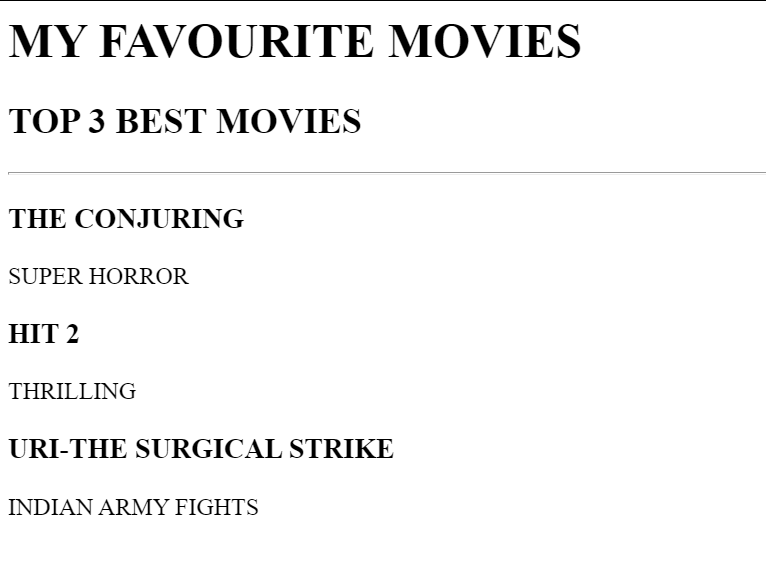 MY FAVOURITE MOVIES
TOP 3 BEST MOVIES
THE CONJURING
SUPER HORROR
HIT 2
THRILLING
URI-THE SURGICAL STRIKE
INDIAN ARMY FIGHTS